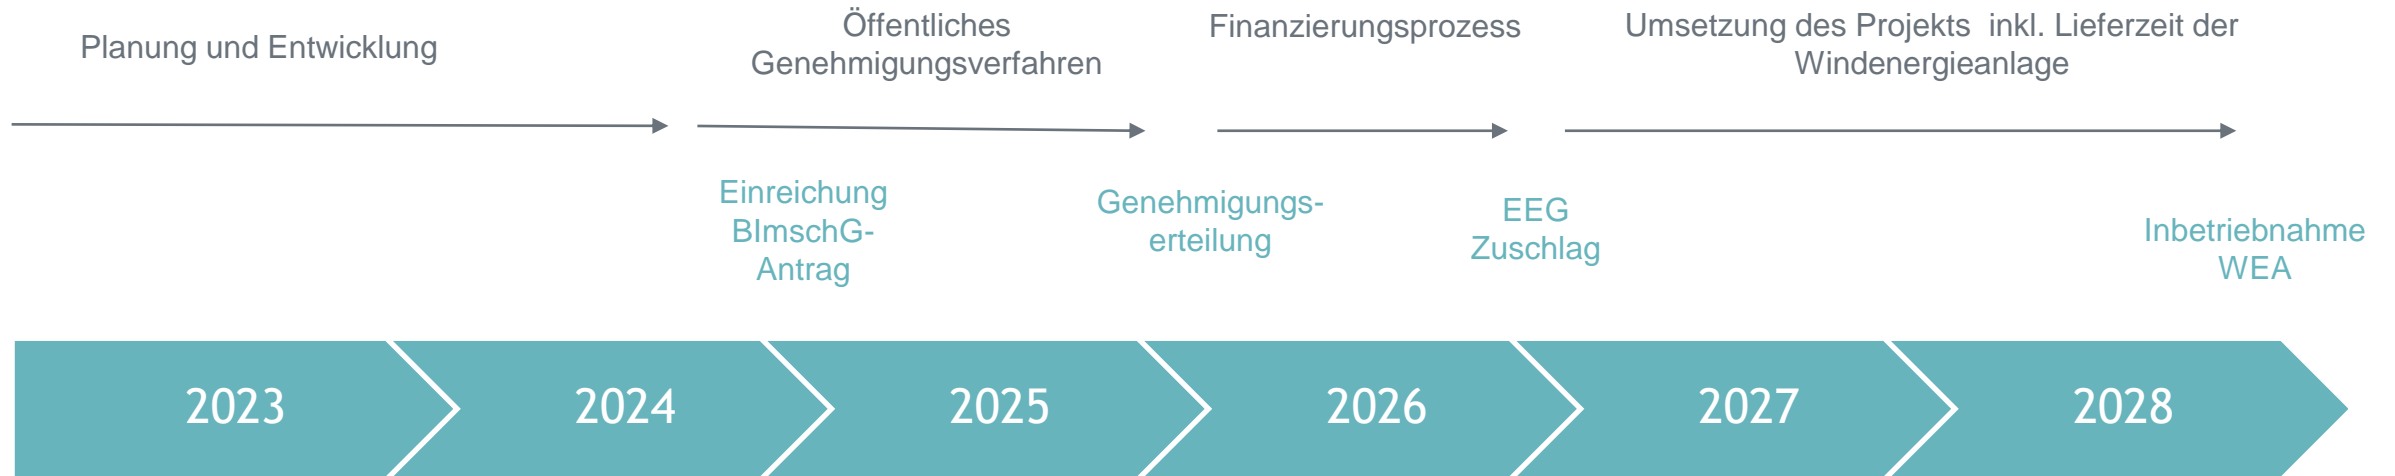 Planung und Entwicklung
Öffentliches
Genehmigungsverfahren
Finanzierungsprozess
Umsetzung des Projekts  inkl. Lieferzeit der
Windenergieanlage
Einreichung
BImschG-
Antrag
Genehmigungs-
erteilung
EEG
Zuschlag
Inbetriebnahme
WEA
2023
2024
2025
2026
2027
2028